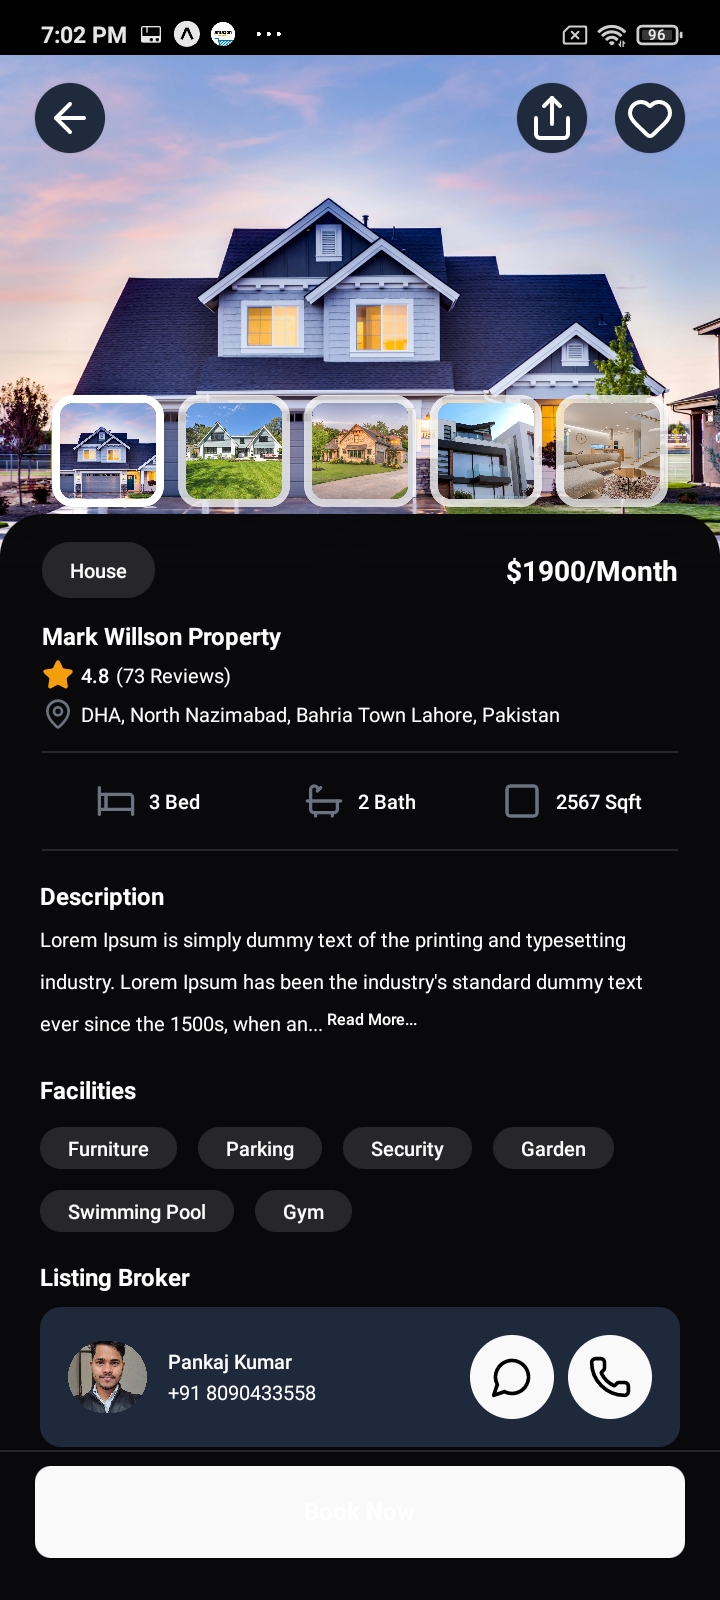 7:02 PM
96
House
$1900/Month
Mark Willson Property
4.8 (73 Reviews)
DHA, North Nazimabad, Bahria Town Lahore, Pakistan
3 Bed
2 Bath
2567 Sqft
Description
Lorem Ipsum is simply dummy text of the printing and typesetting
industry. Lorem Ipsum has been the industry's standard dummy text
ever since the 1500s, when an... Read More...
Facilities
Furniture
Parking
Security
Garden
Swimming Pool
Gym
Listing Broker
Pankaj Kumar
+91 8090433558
Book Now